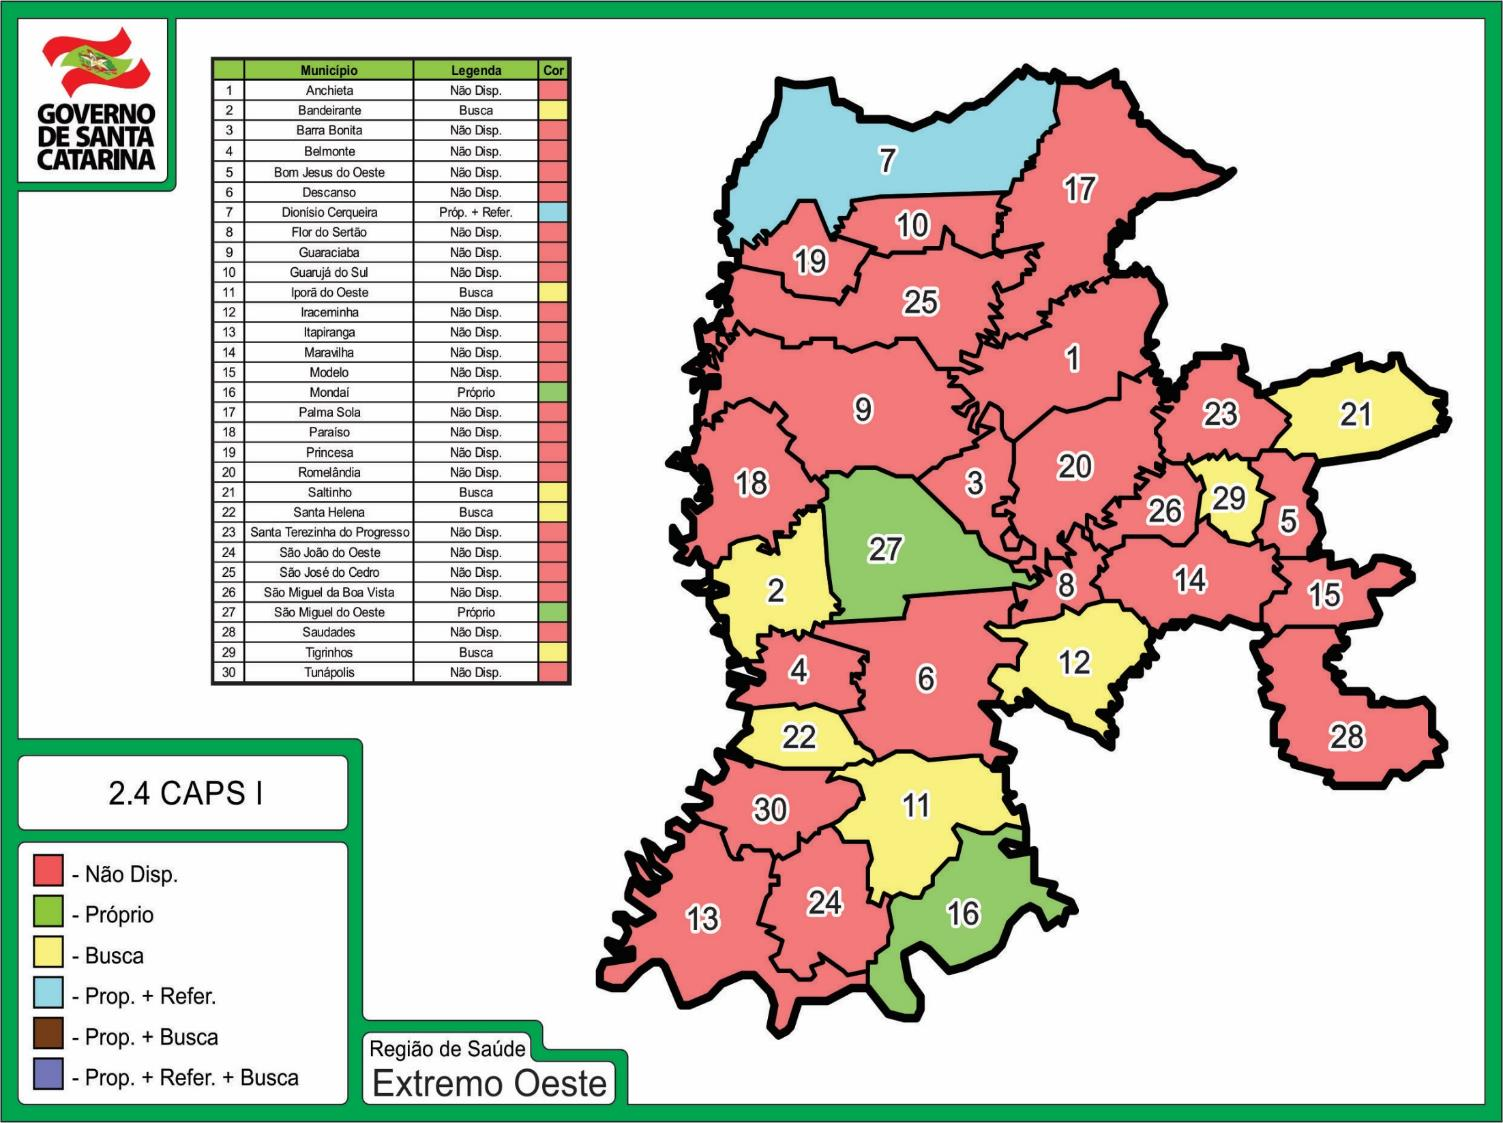 GOVERNO
DE SANTA
CATARINA
Município Legenda Cor
1 Anchieta Não Disp.
2 Bandeirante Busca
3 Barra Bonita Não Disp.
4 Belmonte Não Disp.
5 Bom Jesus do Oeste Não Disp.
6 Descanso Não Disp.
7 Dionísio Cerqueira Próp. + Refer.
8 Flor do Sertão Não Disp.
9 Guaraciaba Não Disp.
10 Guarujá do Sul Não Disp.
11 Iporã do Oeste Busca
12 Iraceminha Não Disp.
13 Itapiranga Não Disp.
14 Maravilha Não Disp.
15 Modelo Não Disp.
16 Mondaí Próprio
17 Palma Sola Não Disp.
18 Paraíso Não Disp.
19 Princesa Não Disp.
20 Romelândia Não Disp.
21 Saltinho Busca
22 Santa Helena Busca
23 Santa Terezinha do Progresso Não Disp.
24 São João do Oeste Não Disp.
25 São José do Cedro Não Disp.
26 São Miguel da Boa Vista Não Disp.
27 São Miguel do Oeste Próprio
28 Saudades Não Disp.
29 Tigrinhos Busca
30 Tunápolis Não Disp.
7
17
10
19
25
1
9
23
21
18
3
20
26
29
5
27
2
8
14
15
4
6
12
22
28
30
11
13
24
16
2.4 CAPS I
- Não Disp.
- Próprio
- Busca
- Prop. + Refer.
- Prop. + Busca
- Prop. + Refer. + Busca
Região de Saúde
Extremo Oeste